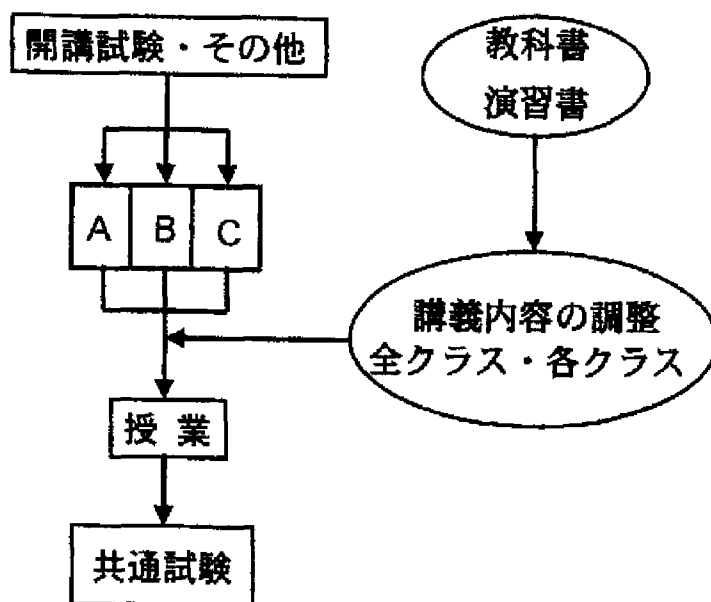 開講試験・その他
教科書
演習書
A B C
講義内容の調整
全クラス・各クラス
授業
共通試験